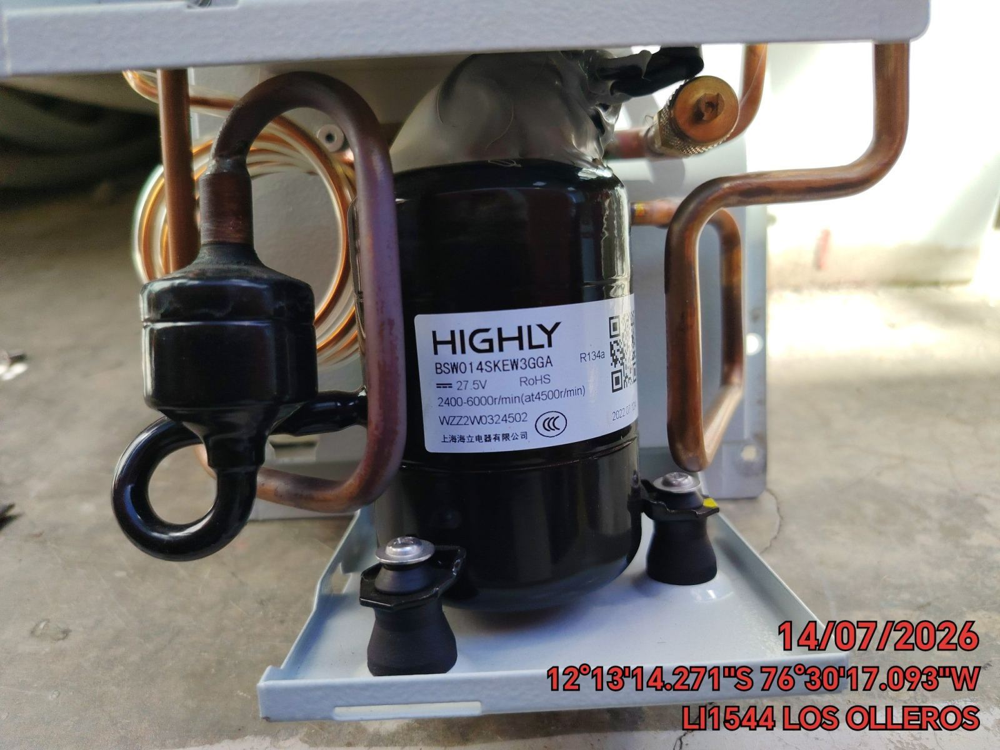 HIGHLY
BSW014SKEW3GGA
R134a
27.5V RoHS
2400-6000r/min(at4500r/min)
WZZ2W0324502
上海海立电器有限公司
14/07/2026
12°13'14.271"S 76°30'17.093"W
LI1544 LOS OLLEROS